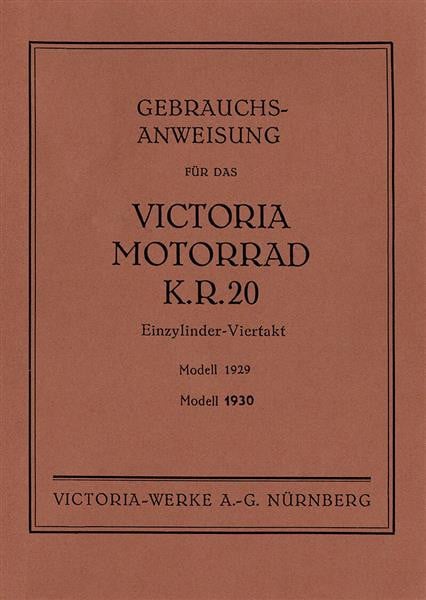 GEBRAUCHS-
ANWEISUNG
FÜR DAS
VICTORIA
MOTORRAD
K.R.20
Einzylinder-Viertakt
Modell 1929
Modell 1930
VICTORIA-WERKE A.-G. NÜRNBERG